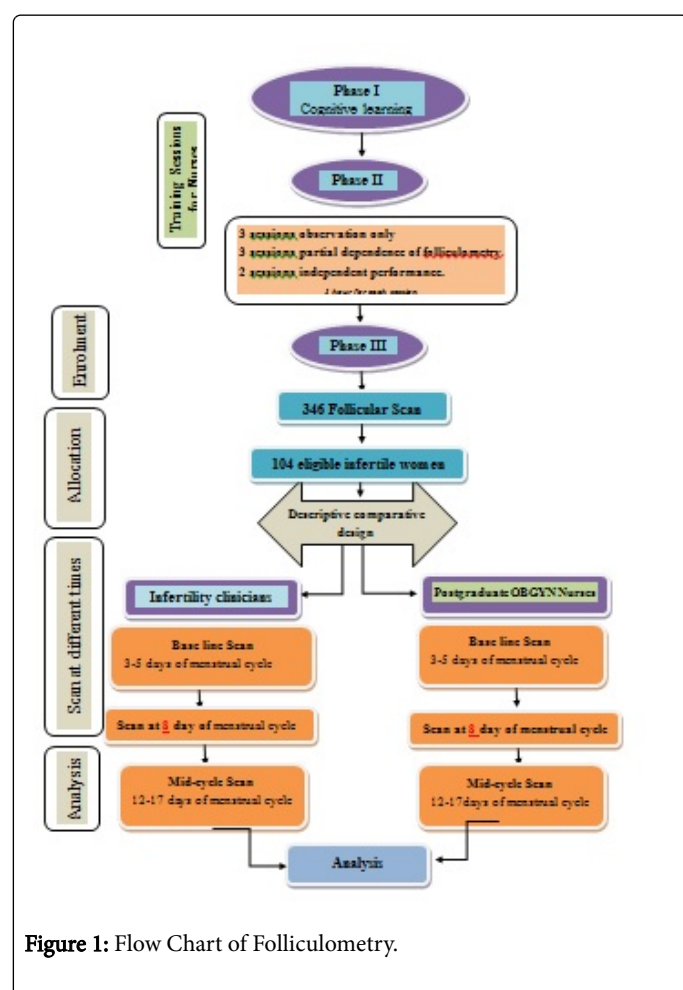 Phase I
Cognitive learning
Training Sessions
for Nurses
Phase II
3 sessions observation only
3 sessions partial dependence of folliculometry.
2 sessions independent performance.
Enrolment
Phase III
346 Follicular Scan
Allocation
104 eligible infertile women
Descriptive comparative
design
Scan at different times
Infertility clinicians
Postgraduate OBGYN Nurses
Base line Scan
3-5 days of menstrual cycle
Base line Scan
3-5 days of menstrual cycle
Scan at 8 day of menstrual cycle
Scan at 8 day of menstrual cycle
Analysis
Mid-cycle Scan
12-17 days of menstrual cycle
Mid-cycle Scan
12-17days of menstrual cycle
Analysis
Figure 1: Flow Chart of Folliculometry.